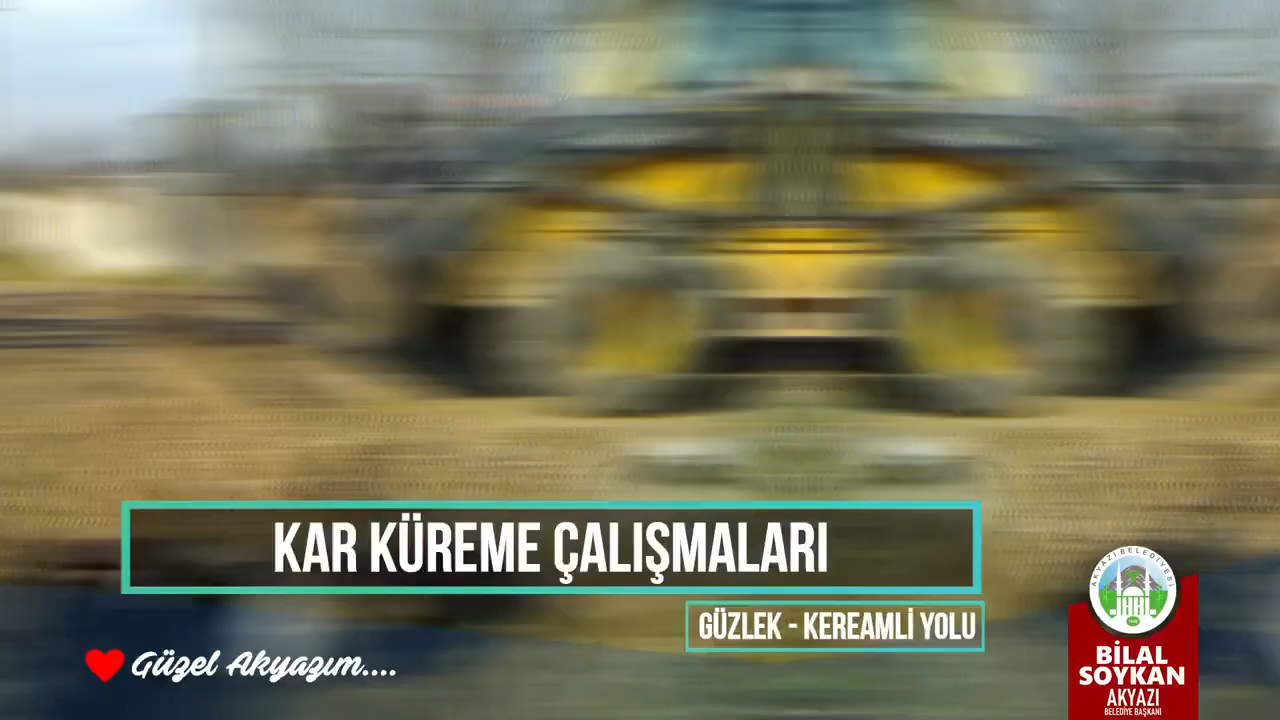 KAR KÜREME ÇALIŞMALARI
GÜZLEK - KEREAMLİ YOLU
Güzel Akyazım....
AKYAZI BELEDİYESİ
BİLAL
SOYKAN
AKYAZI
BELEDİYE BAŞKANI